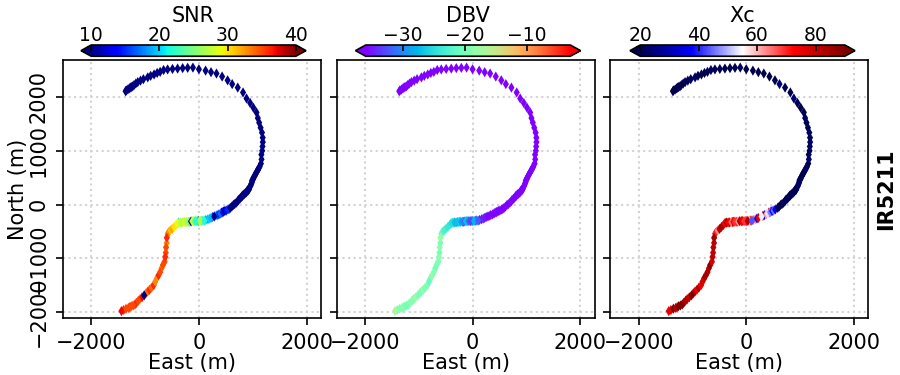 SNR DBV Xc
10 20 30 40 −30 −20 −10 20 40 60 80
2000
1000
0
−1000
−2000
North (m)
IR5211
−2000 0 2000 −2000 0 2000 −2000 0 2000
East (m) East (m) East (m)